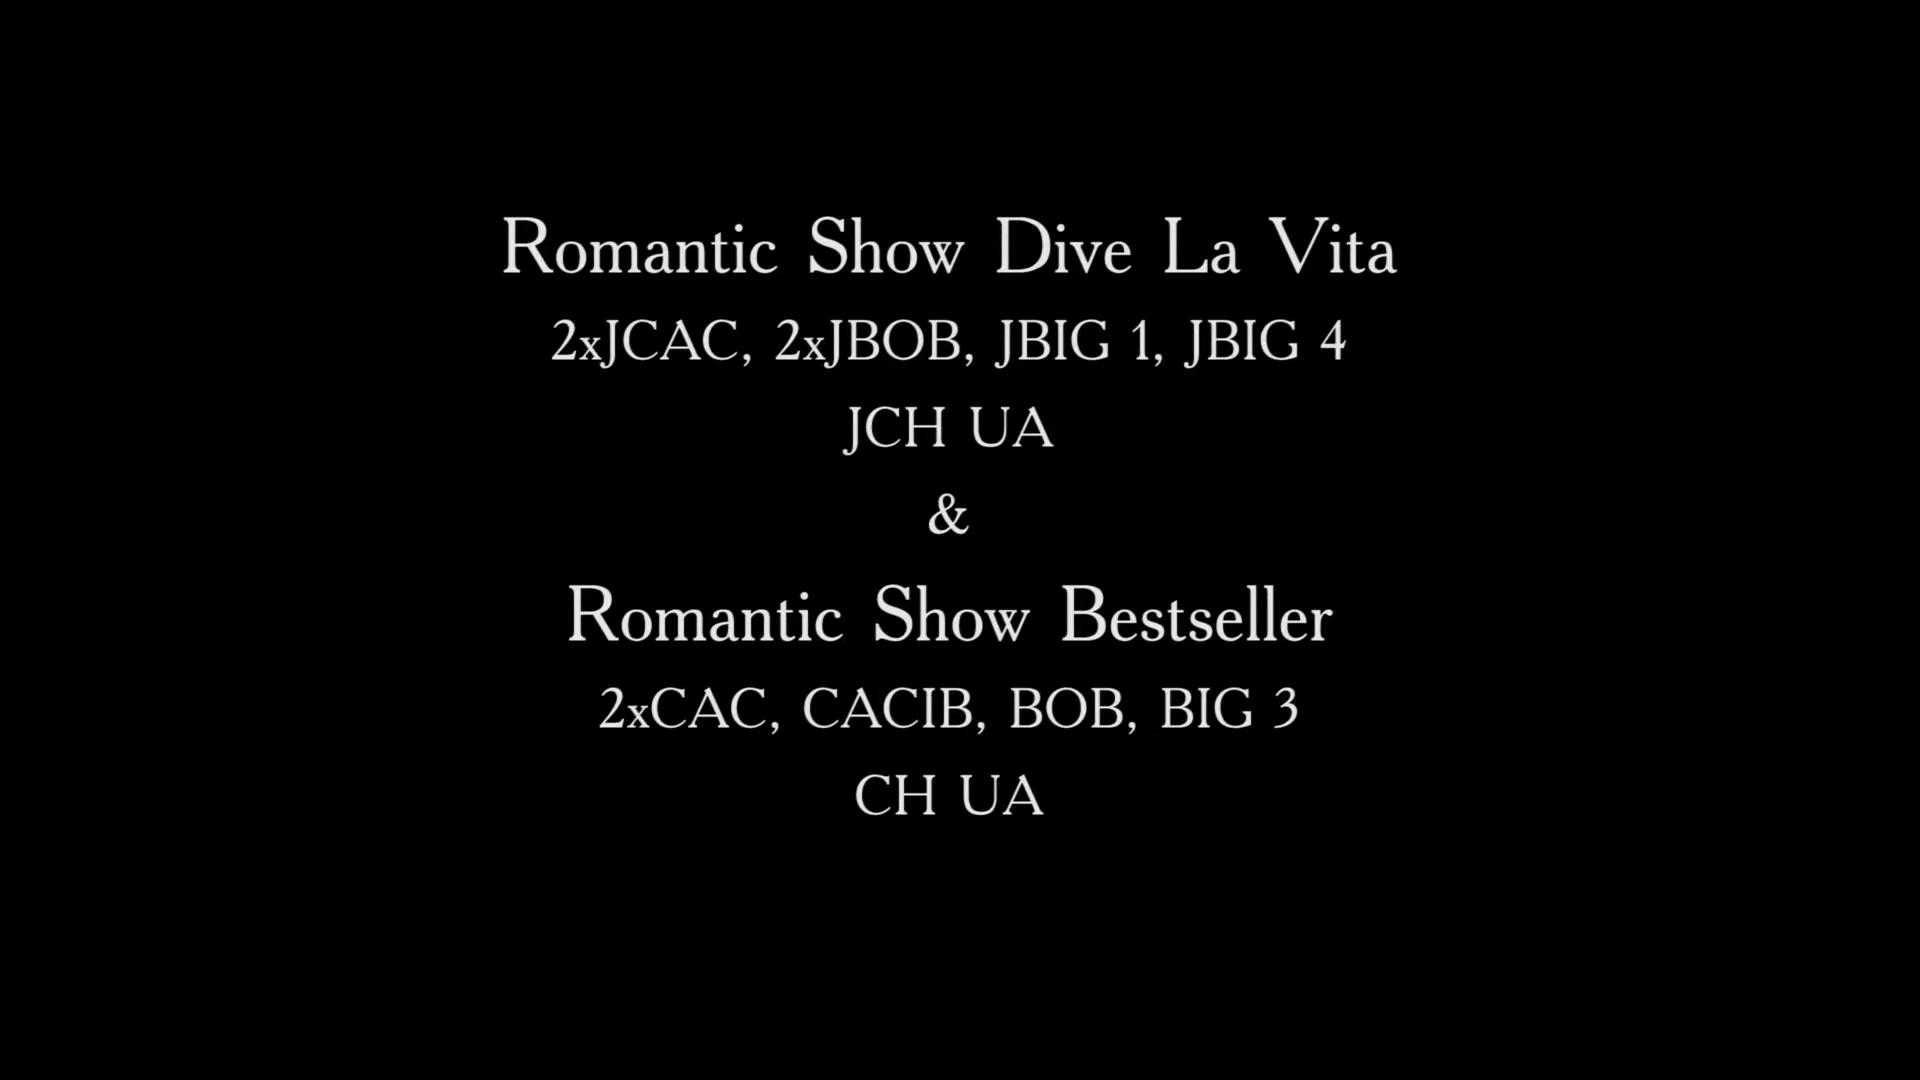 Romantic Show Dive La Vita
2xJCAC, 2xJBOB, JBIG 1, JBIG 4
JCH UA
&
Romantic Show Bestseller
2xCAC, CACIB, BOB, BIG 3
CH UA